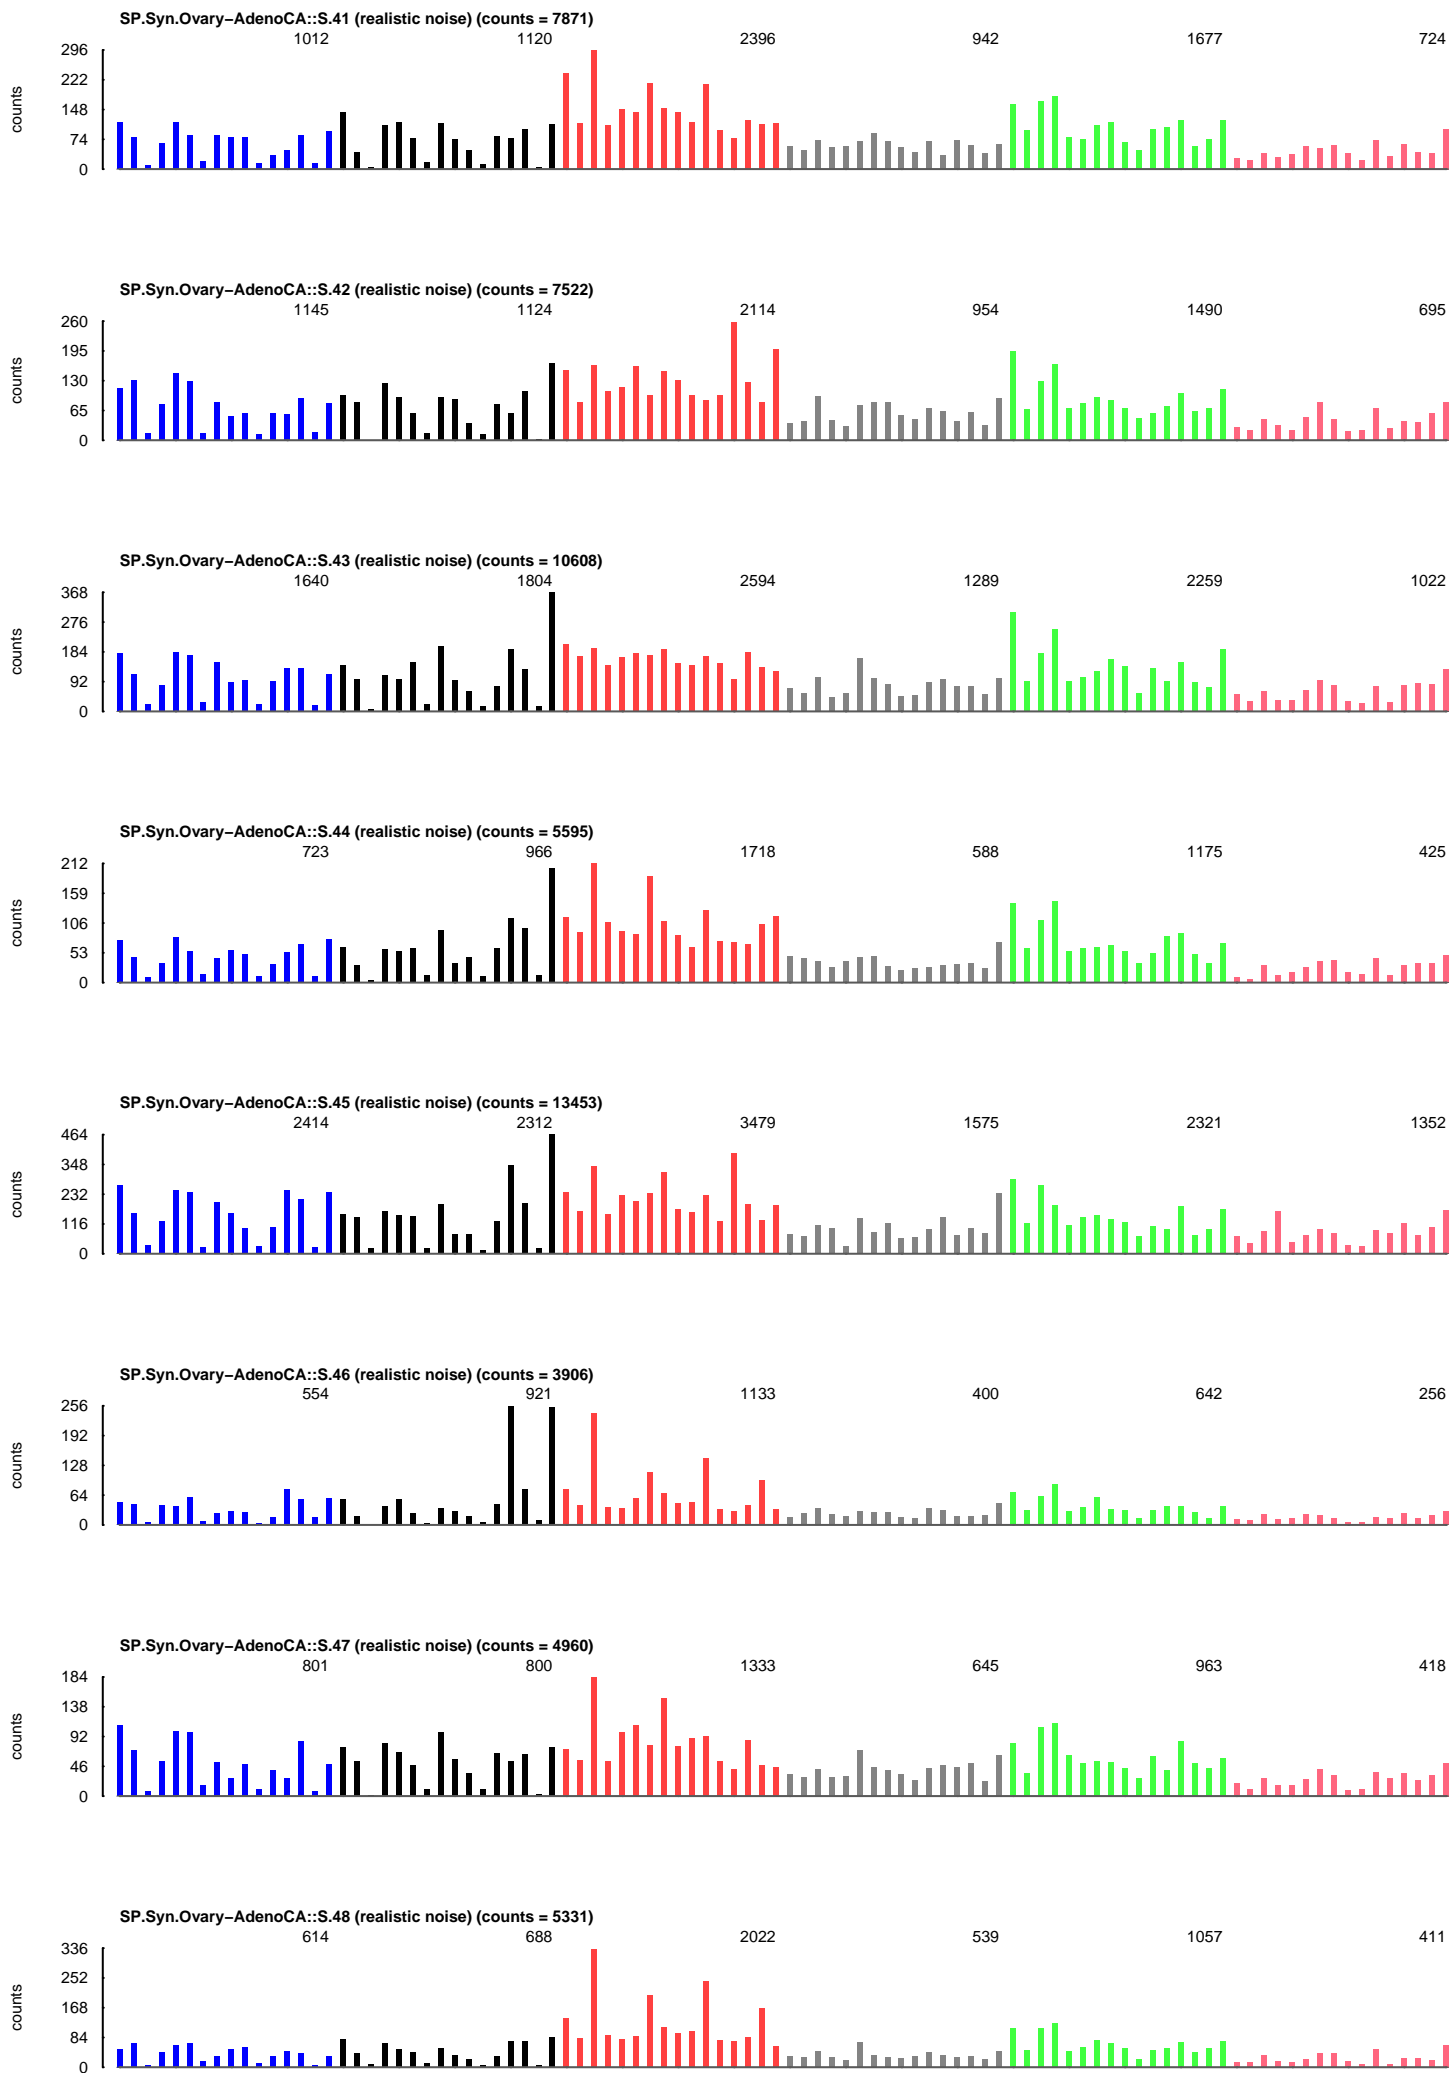 SP.Syn.Ovary−AdenoCA::S.41 (realistic noise) (counts = 7871)
1012 1120 2396 942 1677 724
296
222
148
74
0
counts
SP.Syn.Ovary−AdenoCA::S.42 (realistic noise) (counts = 7522)
1145 1124 2114 954 1490 695
260
195
130
65
0
counts
SP.Syn.Ovary−AdenoCA::S.43 (realistic noise) (counts = 10608)
1640 1804 2594 1289 2259 1022
368
276
184
92
0
counts
SP.Syn.Ovary−AdenoCA::S.44 (realistic noise) (counts = 5595)
723 966 1718 588 1175 425
212
159
106
53
0
counts
SP.Syn.Ovary−AdenoCA::S.45 (realistic noise) (counts = 13453)
2414 2312 3479 1575 2321 1352
464
348
232
116
0
counts
SP.Syn.Ovary−AdenoCA::S.46 (realistic noise) (counts = 3906)
554 921 1133 400 642 256
256
192
128
64
0
counts
SP.Syn.Ovary−AdenoCA::S.47 (realistic noise) (counts = 4960)
801 800 1333 645 963 418
184
138
92
46
0
counts
SP.Syn.Ovary−AdenoCA::S.48 (realistic noise) (counts = 5331)
614 688 2022 539 1057 411
336
252
168
84
0
counts